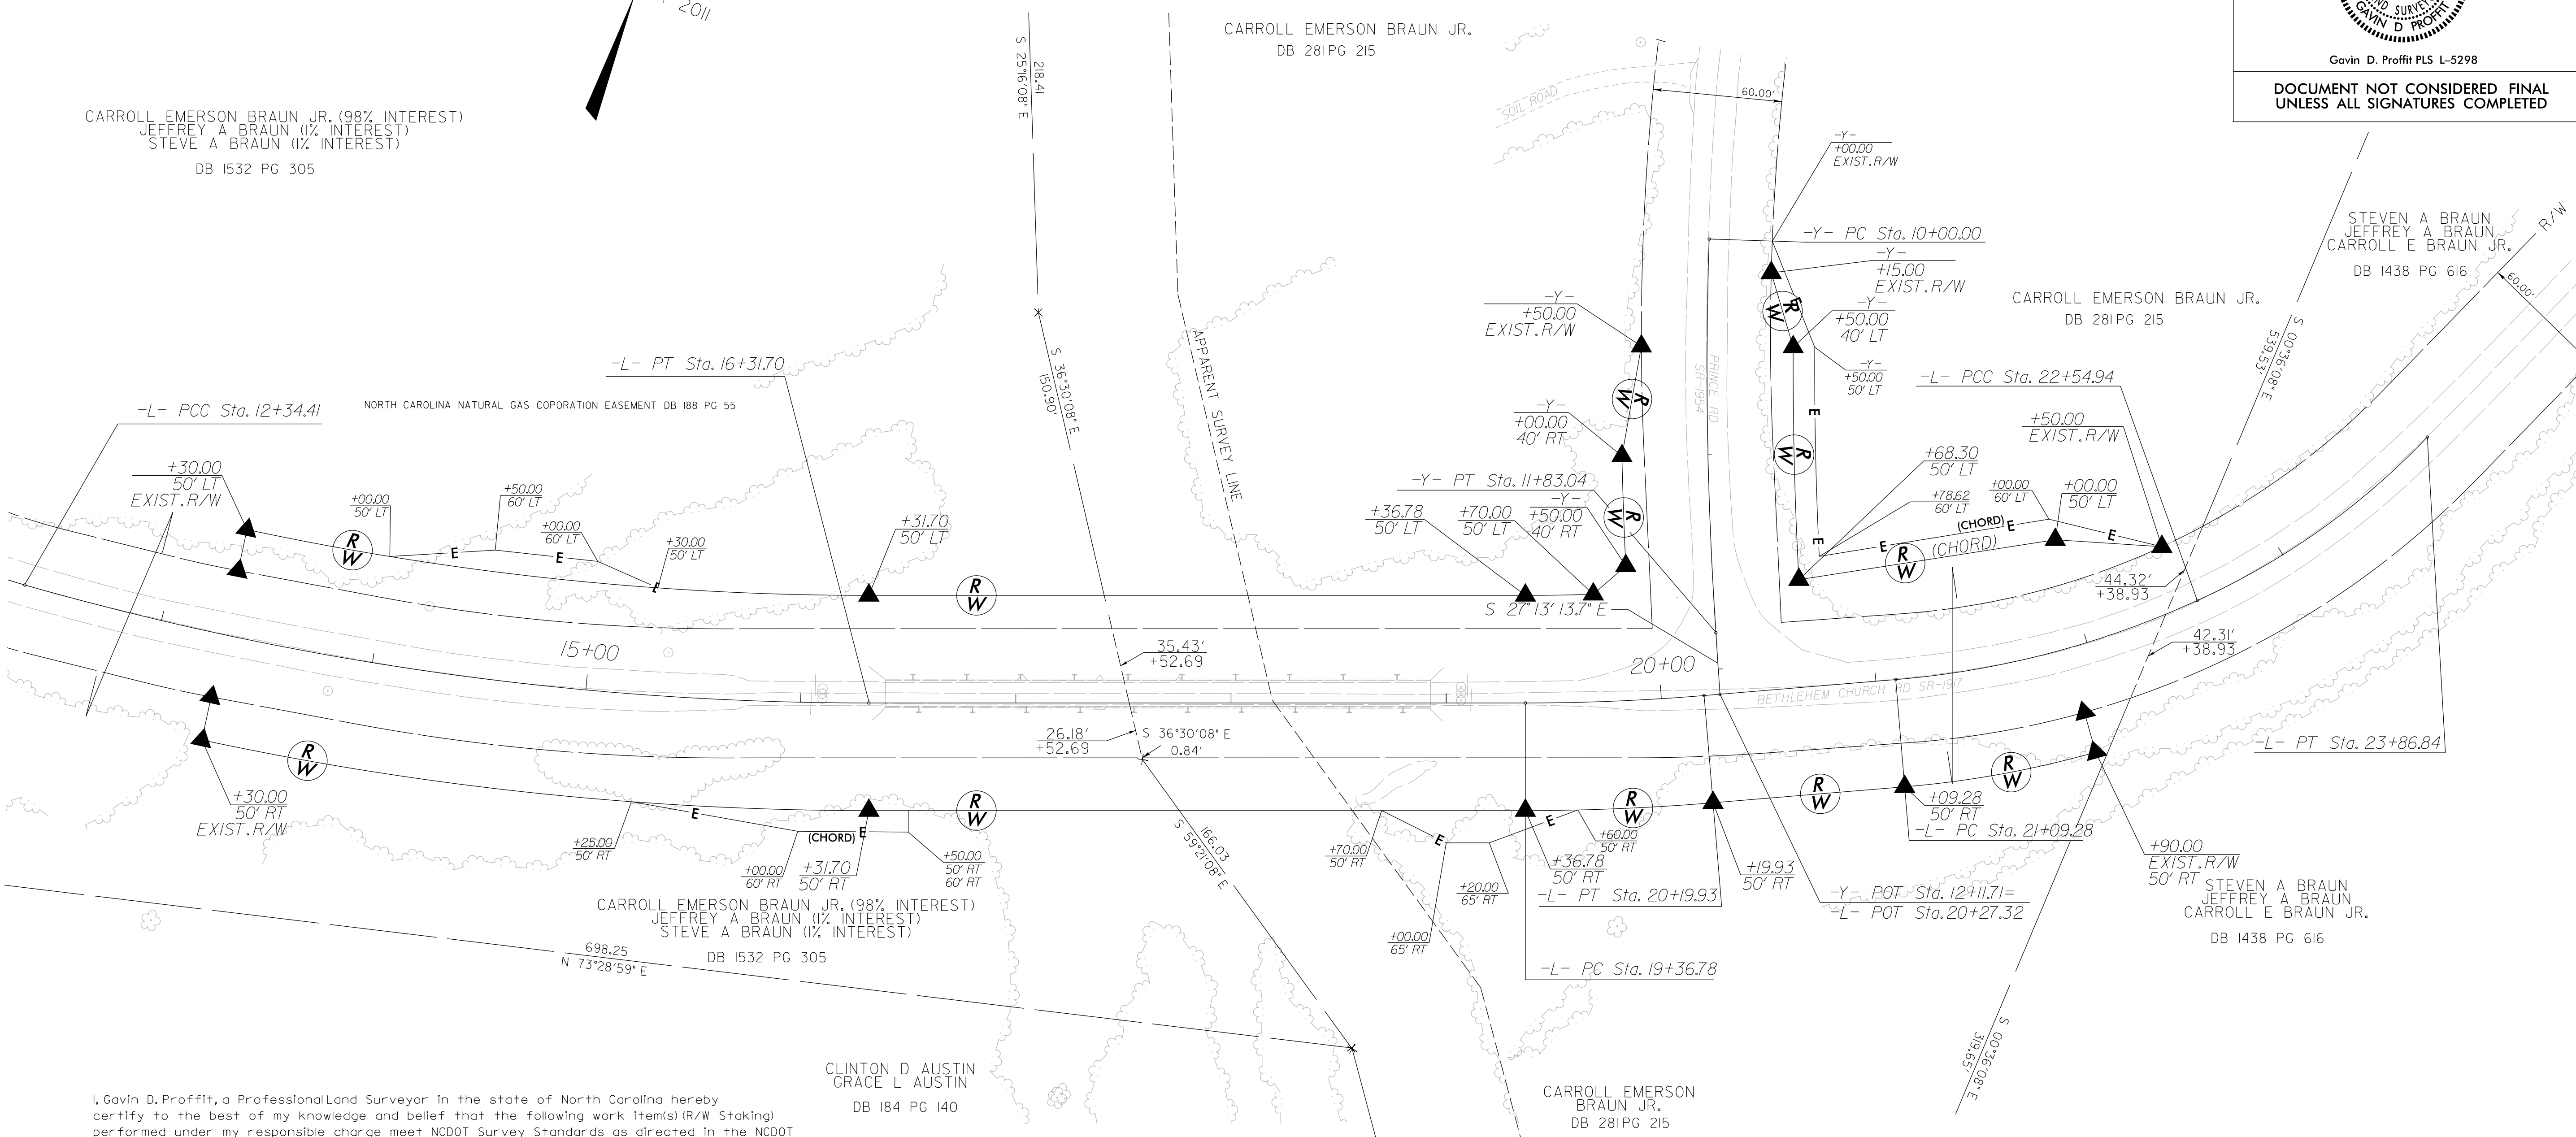 2011
CARROLL EMERSON BRAUN JR. (98% INTEREST)
JEFFREY A BRAUN (1% INTEREST)
STEVE A BRAUN (1% INTEREST)
DB 1532 PG 305
218.41
S 25°16'08" E
CARROLL EMERSON BRAUN JR.
DB 281 PG 215
SOIL ROAD
60.00'
ND SURVEY
GAVIN D PROFFIT
Gavin D. Proffit PLS L-5298
DOCUMENT NOT CONSIDERED FINAL
UNLESS ALL SIGNATURES COMPLETED
-Y-
+00.00
EXIST. R/W
-Y- PC Sta. 10+00.00
-Y-
+15.00
EXIST. R/W
-Y-
+50.00
40' LT
-Y-
+50.00
50' LT
CARROLL EMERSON BRAUN JR.
DB 281 PG 215
STEVEN A BRAUN
JEFFREY A BRAUN
CARROLL E BRAUN JR.
DB 1438 PG 616
R/W
60.00'
S 00°36'08" E
539.53'
-L- PCC Sta. 22+54.94
+50.00
EXIST. R/W
+68.30
50' LT
+78.62
60' LT
+00.00
60' LT
+00.00
50' LT
(CHORD) E
E
E
R
W
(CHORD)
44.32'
+38.93
42.31'
+38.93
-Y-
+50.00
EXIST. R/W
-Y-
+00.00
40' RT
-Y- PT Sta. 11+83.04
-Y-
+50.00
40' RT
+36.78
50' LT
+70.00
50' LT
S 27°13'13.7" E
PRINCE RD
SR-1954
R
W
R
W
R
W
R
W
E
E
E
APPARENT SURVEY LINE
S 36°30'08" E
150.90'
-L- PT Sta. 16+31.70
NORTH CAROLINA NATURAL GAS COPORATION EASEMENT DB 188 PG 55
-L- PCC Sta. 12+34.41
+30.00
50' LT
EXIST. R/W
+00.00
50' LT
+50.00
60' LT
+00.00
60' LT
+30.00
50' LT
R
W
E
E
E
+31.70
50' LT
R
W
15+00
35.43'
+52.69
20+00
BETHLEHEM CHURCH RD SR-1917
26.18'
+52.69
S 36°30'08" E
0.84'
R
W
+30.00
50' RT
EXIST. R/W
+25.00
50' RT
E
(CHORD)
E
R
W
+00.00
60' RT
+31.70
50' RT
+50.00
50' RT
60' RT
166.03
S 59°21'08" E
+70.00
50' RT
E
E
+20.00
65' RT
+00.00
65' RT
+60.00
50' RT
+36.78
50' RT
R
W
R
W
R
W
-L- PT Sta. 20+19.93
+19.93
50' RT
-L- PC Sta. 19+36.78
-Y- POT Sta. 12+11.71=
-L- POT Sta. 20+27.32
+09.28
50' RT
-L- PC Sta. 21+09.28
-L- PT Sta. 23+86.84
+90.00
EXIST. R/W
50' RT
STEVEN A BRAUN
JEFFREY A BRAUN
CARROLL E BRAUN JR.
DB 1438 PG 616
S 00°36'08" E
319.65'
CARROLL EMERSON BRAUN JR. (98% INTEREST)
JEFFREY A BRAUN (1% INTEREST)
STEVE A BRAUN (1% INTEREST)
DB 1532 PG 305
698.25
N 73°28'59" E
CLINTON D AUSTIN
GRACE L AUSTIN
DB 184 PG 140
CARROLL EMERSON
BRAUN JR.
DB 281 PG 215
I, Gavin D. Proffit, a Professional Land Surveyor in the state of North Carolina hereby
certify to the best of my knowledge and belief that the following work item(s) (R/W Staking)
performed under my responsible charge meet NCDOT Survey Standards as directed in the NCDOT